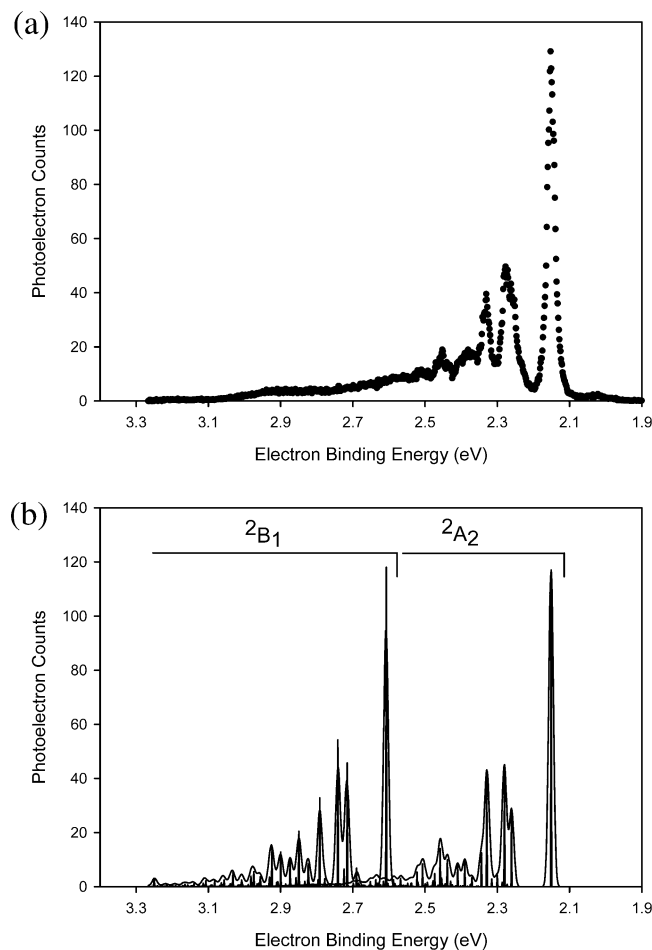 (a)
140
120
100
80
60
40
20
0
Photoelectron Counts
3.3 3.1 2.9 2.7 2.5 2.3 2.1 1.9
Electron Binding Energy (eV)
(b)
140
120
100
80
60
40
20
0
Photoelectron Counts
2B1 2A2
3.3 3.1 2.9 2.7 2.5 2.3 2.1 1.9
Electron Binding Energy (eV)